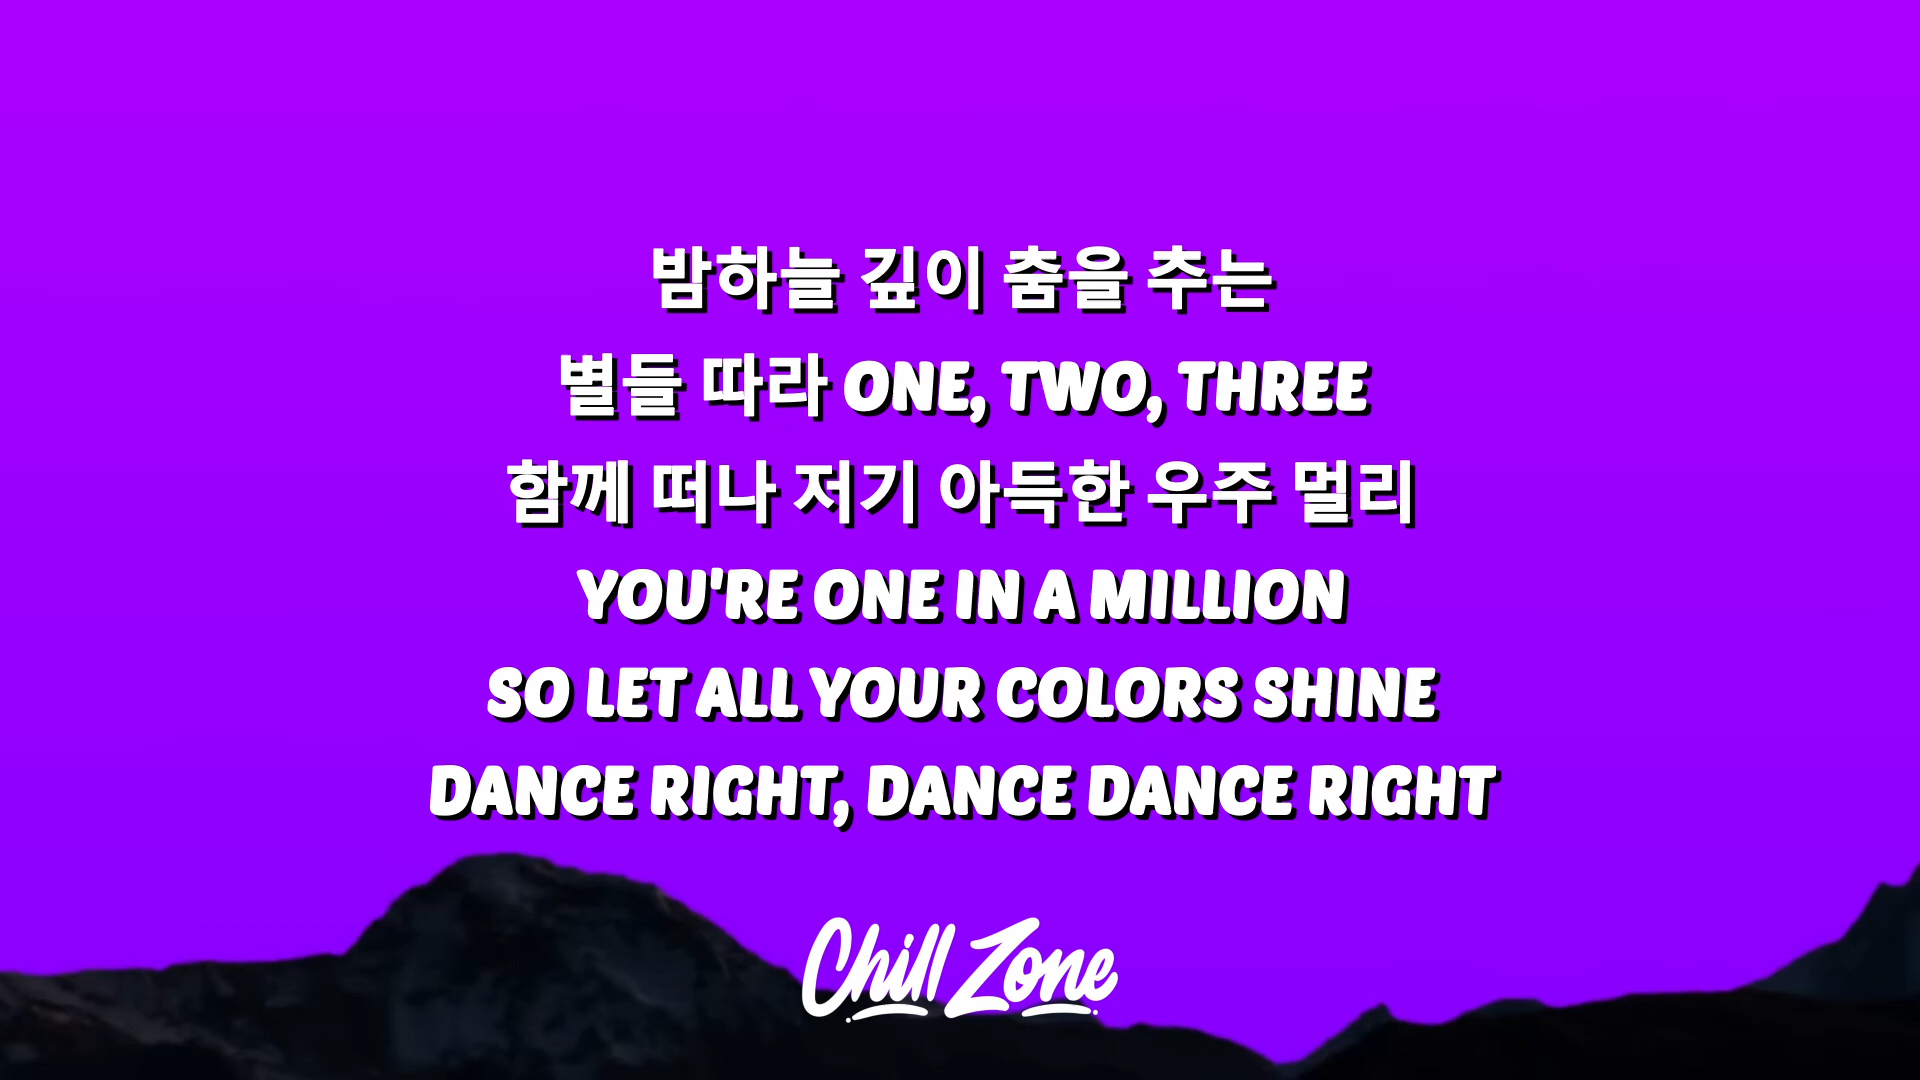 밤하늘 깊이 춤을 추는
별들 따라 ONE, TWO, THREE
함께 떠나 저기 아득한 우주 멀리
YOU'RE ONE IN A MILLION
SO LET ALL YOUR COLORS SHINE
DANCE RIGHT, DANCE DANCE RIGHT
Chill Zone